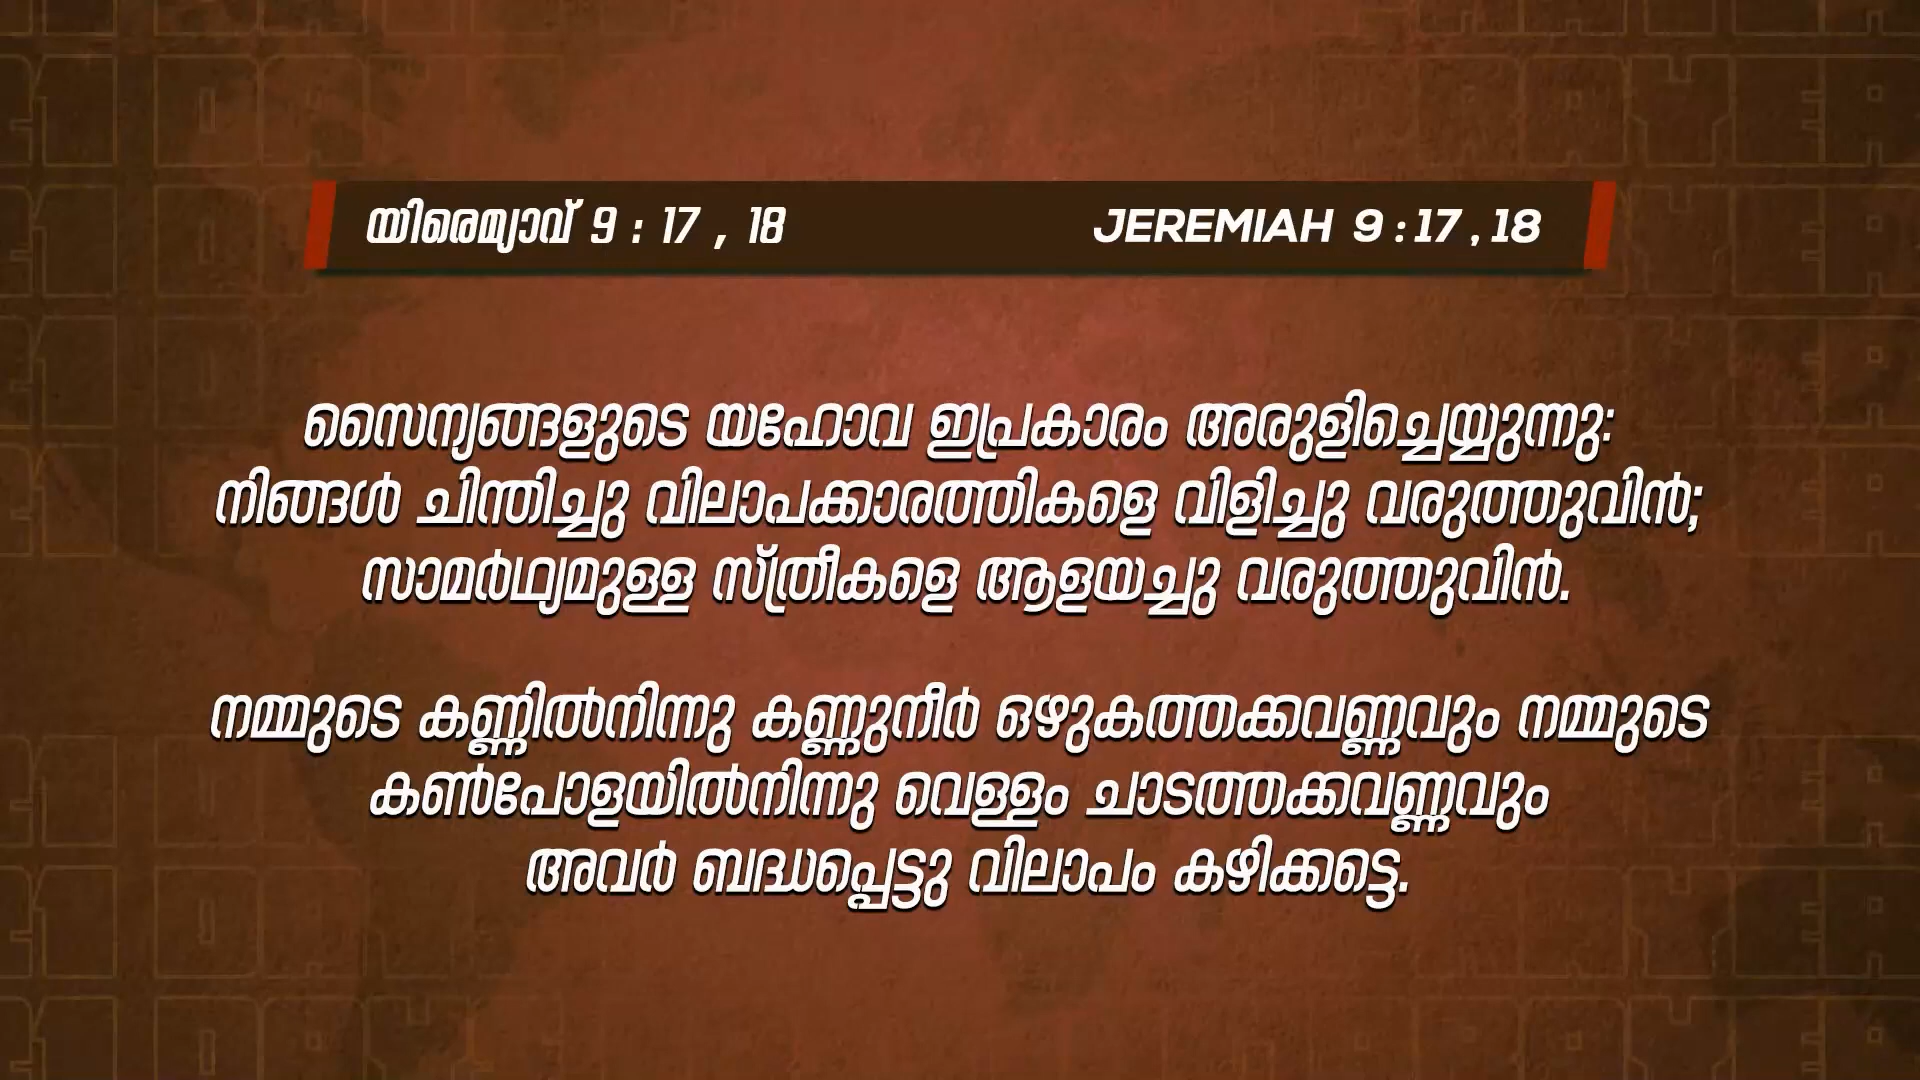 യിരെമ്യാവ് 9 : 17 , 18
JEREMIAH 9 : 17 , 18
സൈന്യങ്ങളുടെ യഹോവ ഇപ്രകാരം അരുളിച്ചെയ്യുന്നു:
നിങ്ങൾ ചിന്തിച്ചു വിലാപക്കാരത്തികളെ വിളിച്ചു വരുത്തുവിൻ;
സാമർഥ്യമുള്ള സ്ത്രീകളെ ആളയച്ചു വരുത്തുവിൻ.
നമ്മുടെ കണ്ണിൽനിന്നു കണ്ണുനീർ ഒഴുകത്തക്കവണ്ണവും നമ്മുടെ
കൺപോളയിൽനിന്നു വെള്ളം ചാടത്തക്കവണ്ണവും
അവർ ബദ്ധപ്പെട്ടു വിലാപം കഴിക്കട്ടെ.